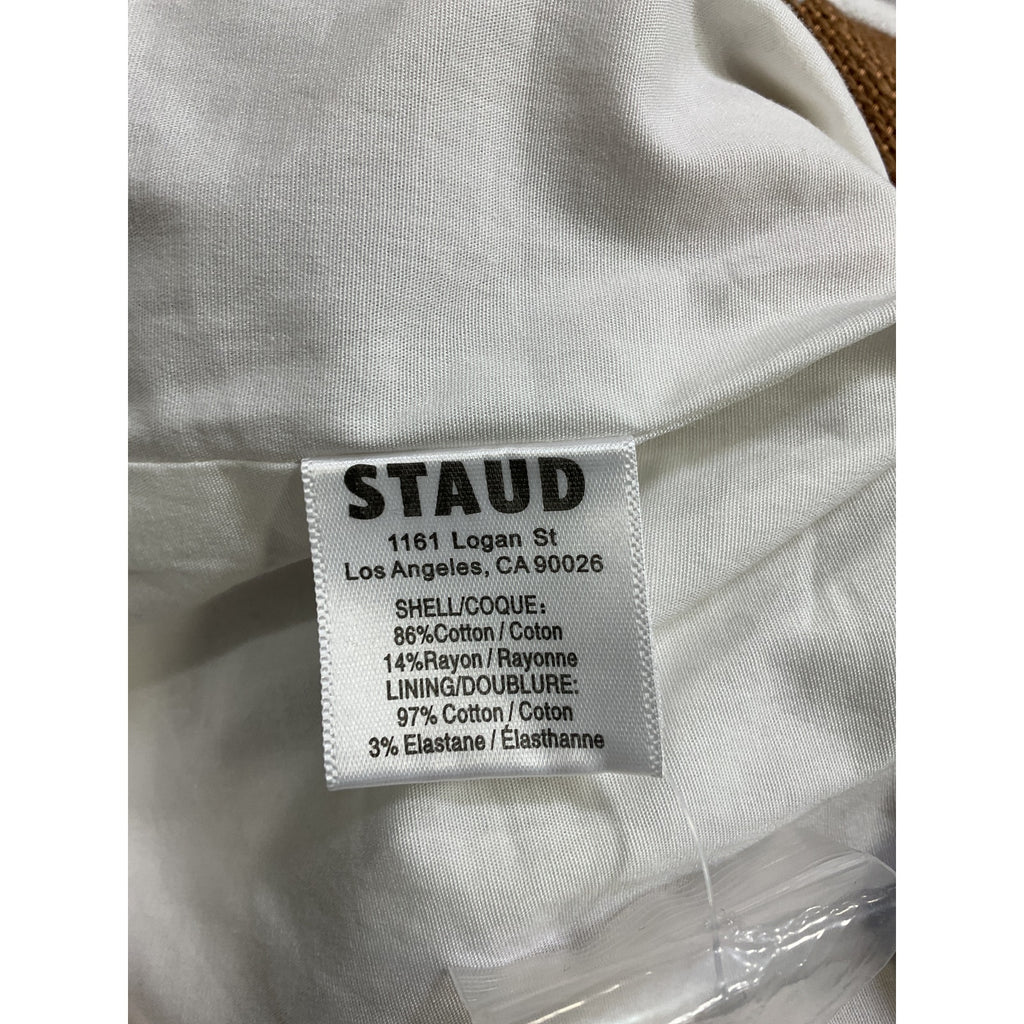 STAUD
1161 Logan St
Los Angeles, CA 90026
SHELL/COQUE:
86%Cotton / Coton
14%Rayon / Rayonne
LINING/DOUBLURE:
97% Cotton / Coton
3% Elastane / Élasthanne